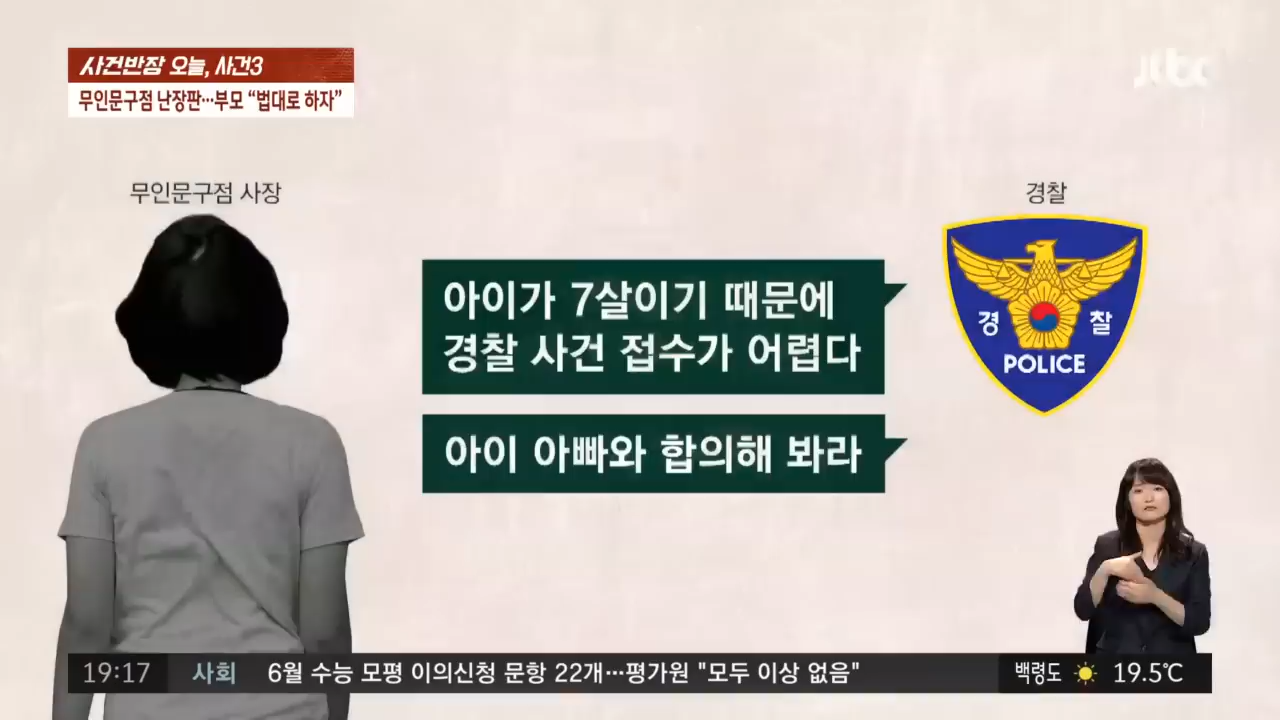 사건반장 오늘, 사건3
무인문구점 난장판…부모 “법대로 하자”
jtbc
무인문구점 사장
경찰
아이가 7살이기 때문에
경찰 사건 접수가 어렵다
아이 아빠와 합의해 봐라
경 찰
POLICE
19:17 사회 6월 수능 모평 이의신청 문항 22개…평가원 "모두 이상 없음" 백령도 19.5℃